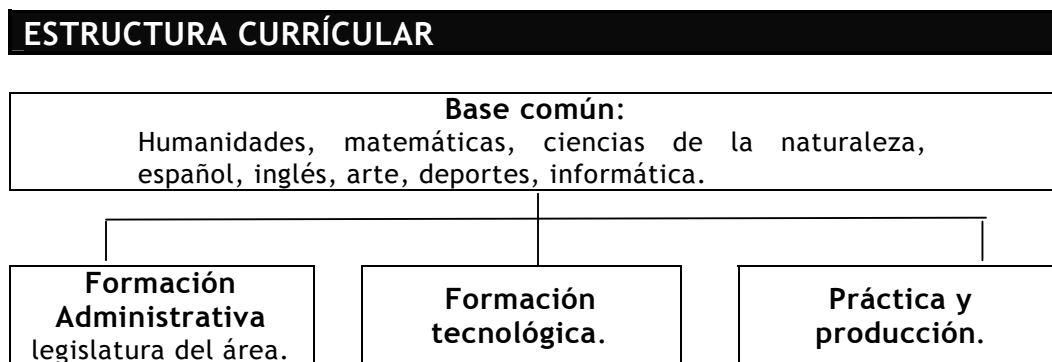 ESTRUCTURA CURRÍCULAR
Base común:
Humanidades, matemáticas, ciencias de la naturaleza,
español, inglés, arte, deportes, informática.
Formación
Administrativa
legislatura del área.
Formación
tecnológica.
Práctica y
producción.